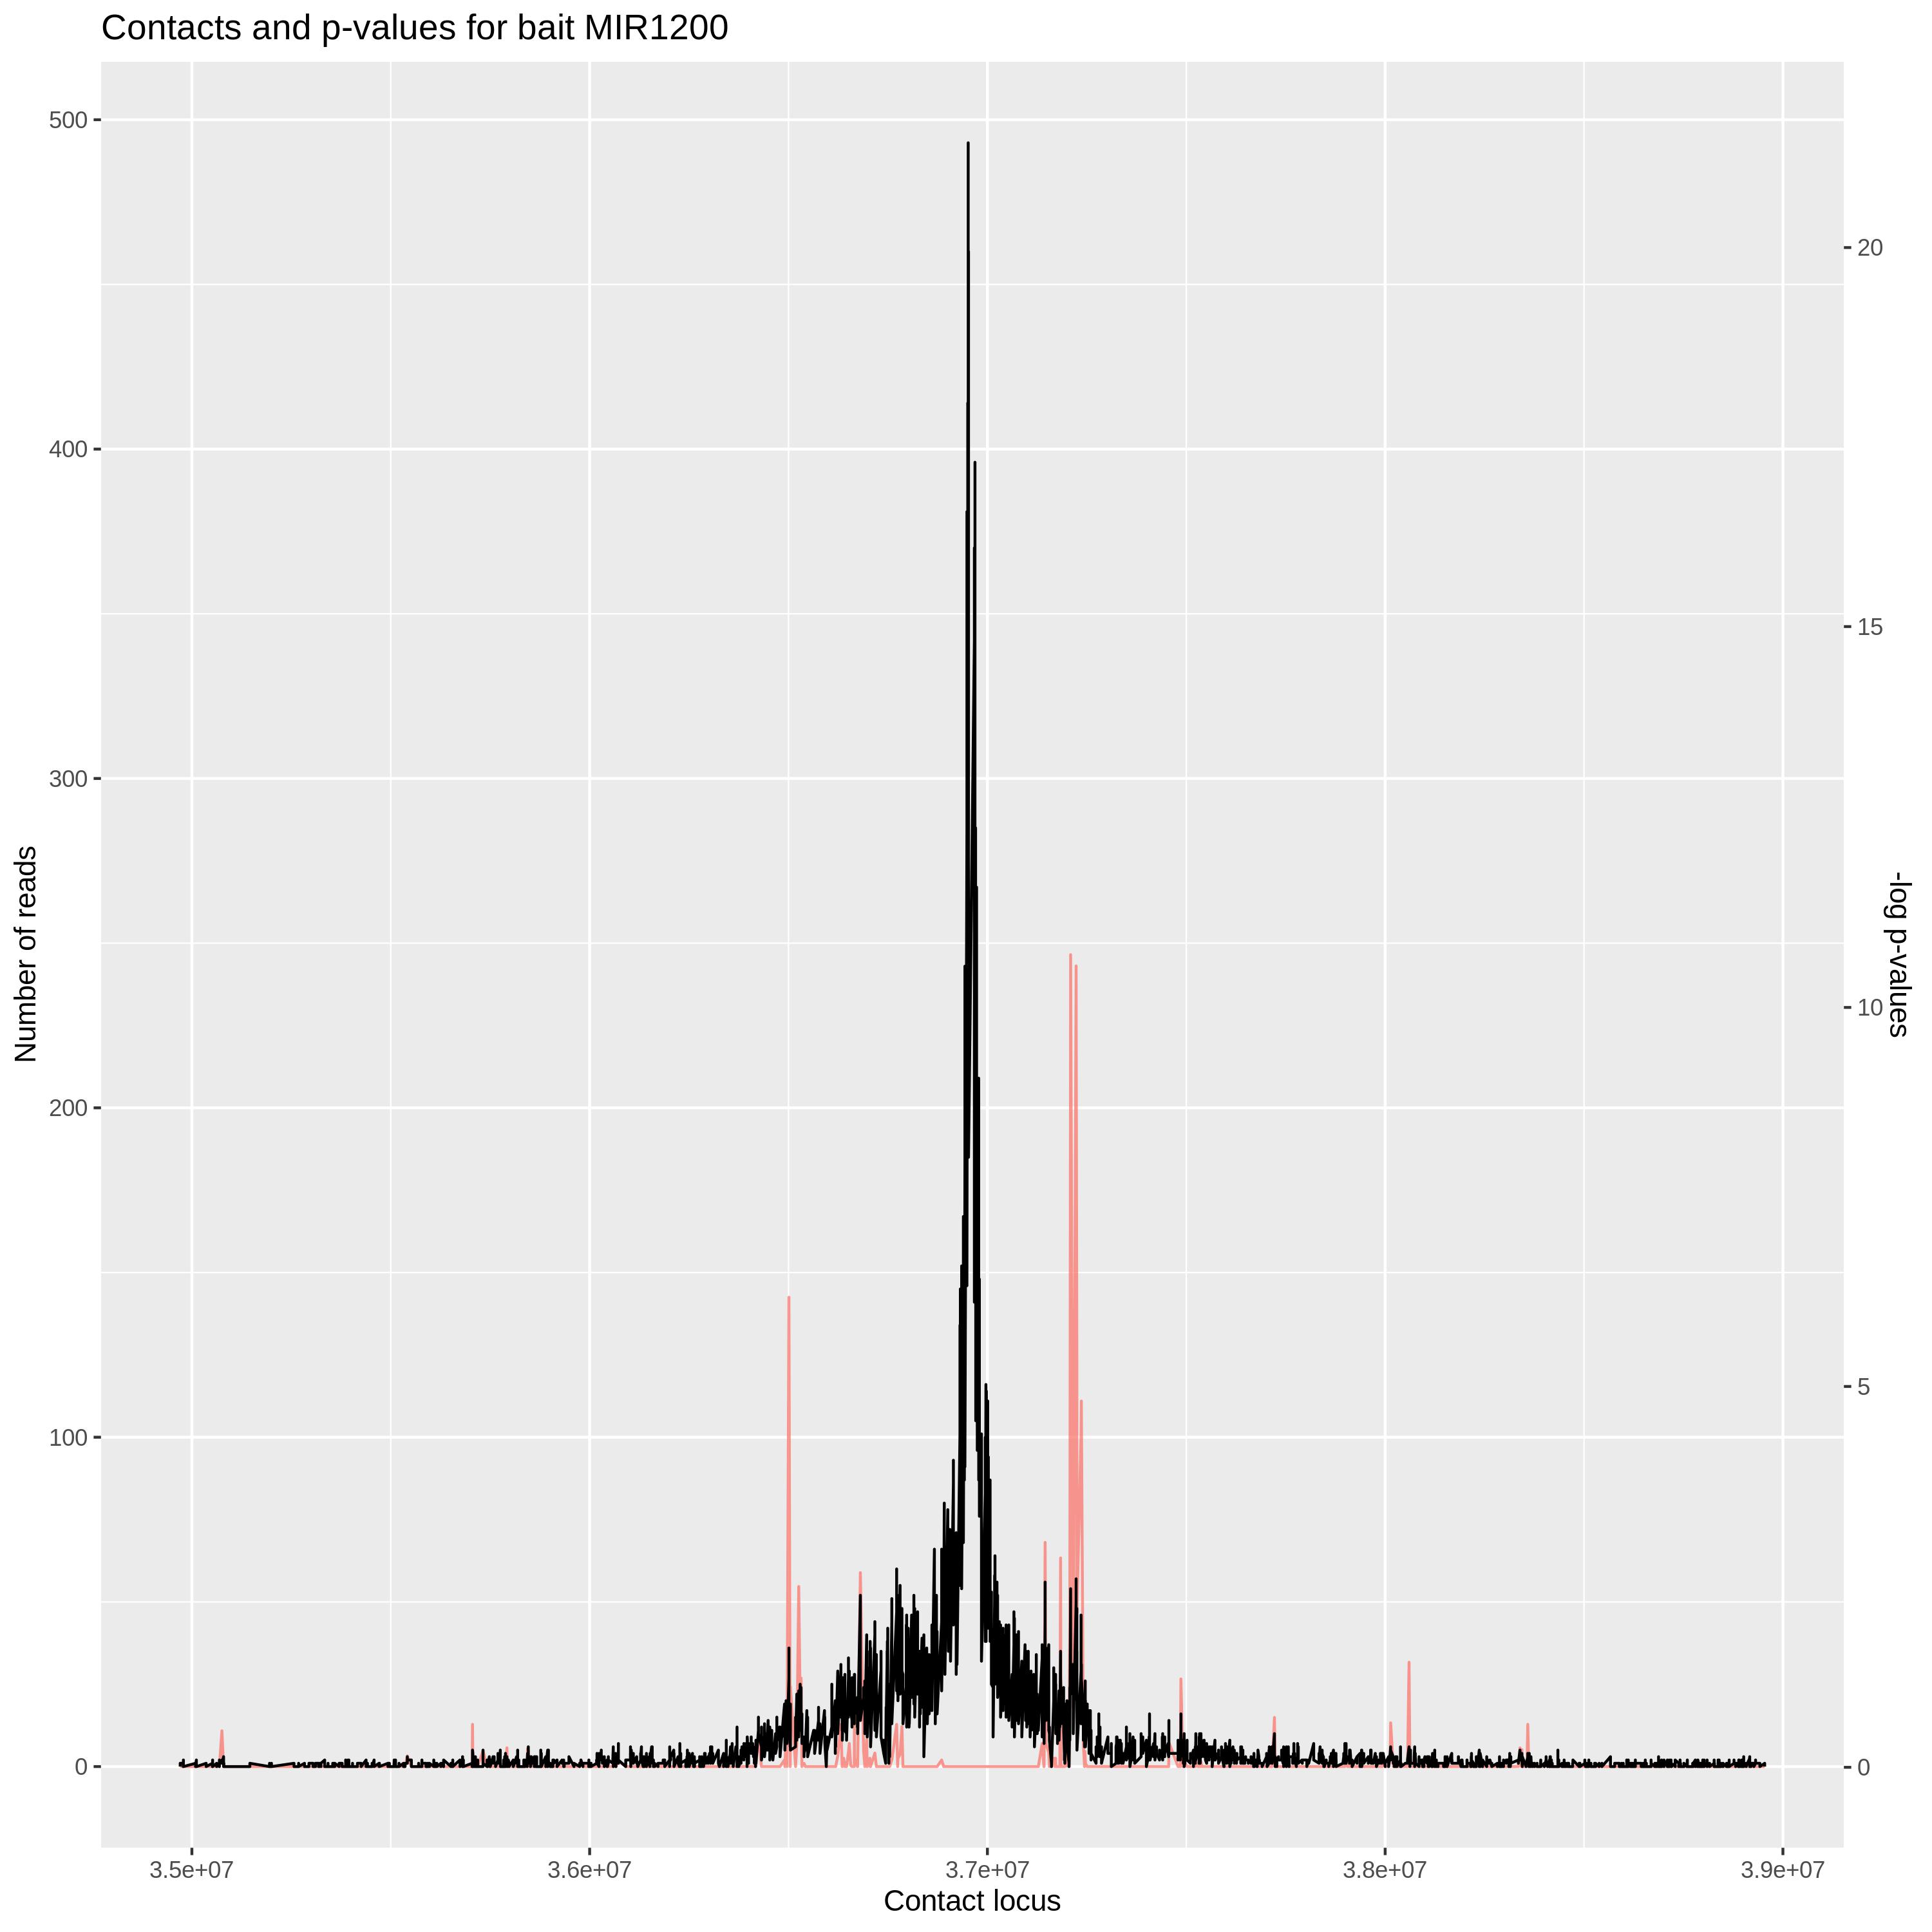 Contacts and p-values for bait MIR1200
500
400
300
200
100
0
Number of reads
20
15
10
5
0
-log p-values
3.5e+07 3.6e+07 3.7e+07 3.8e+07 3.9e+07
Contact locus